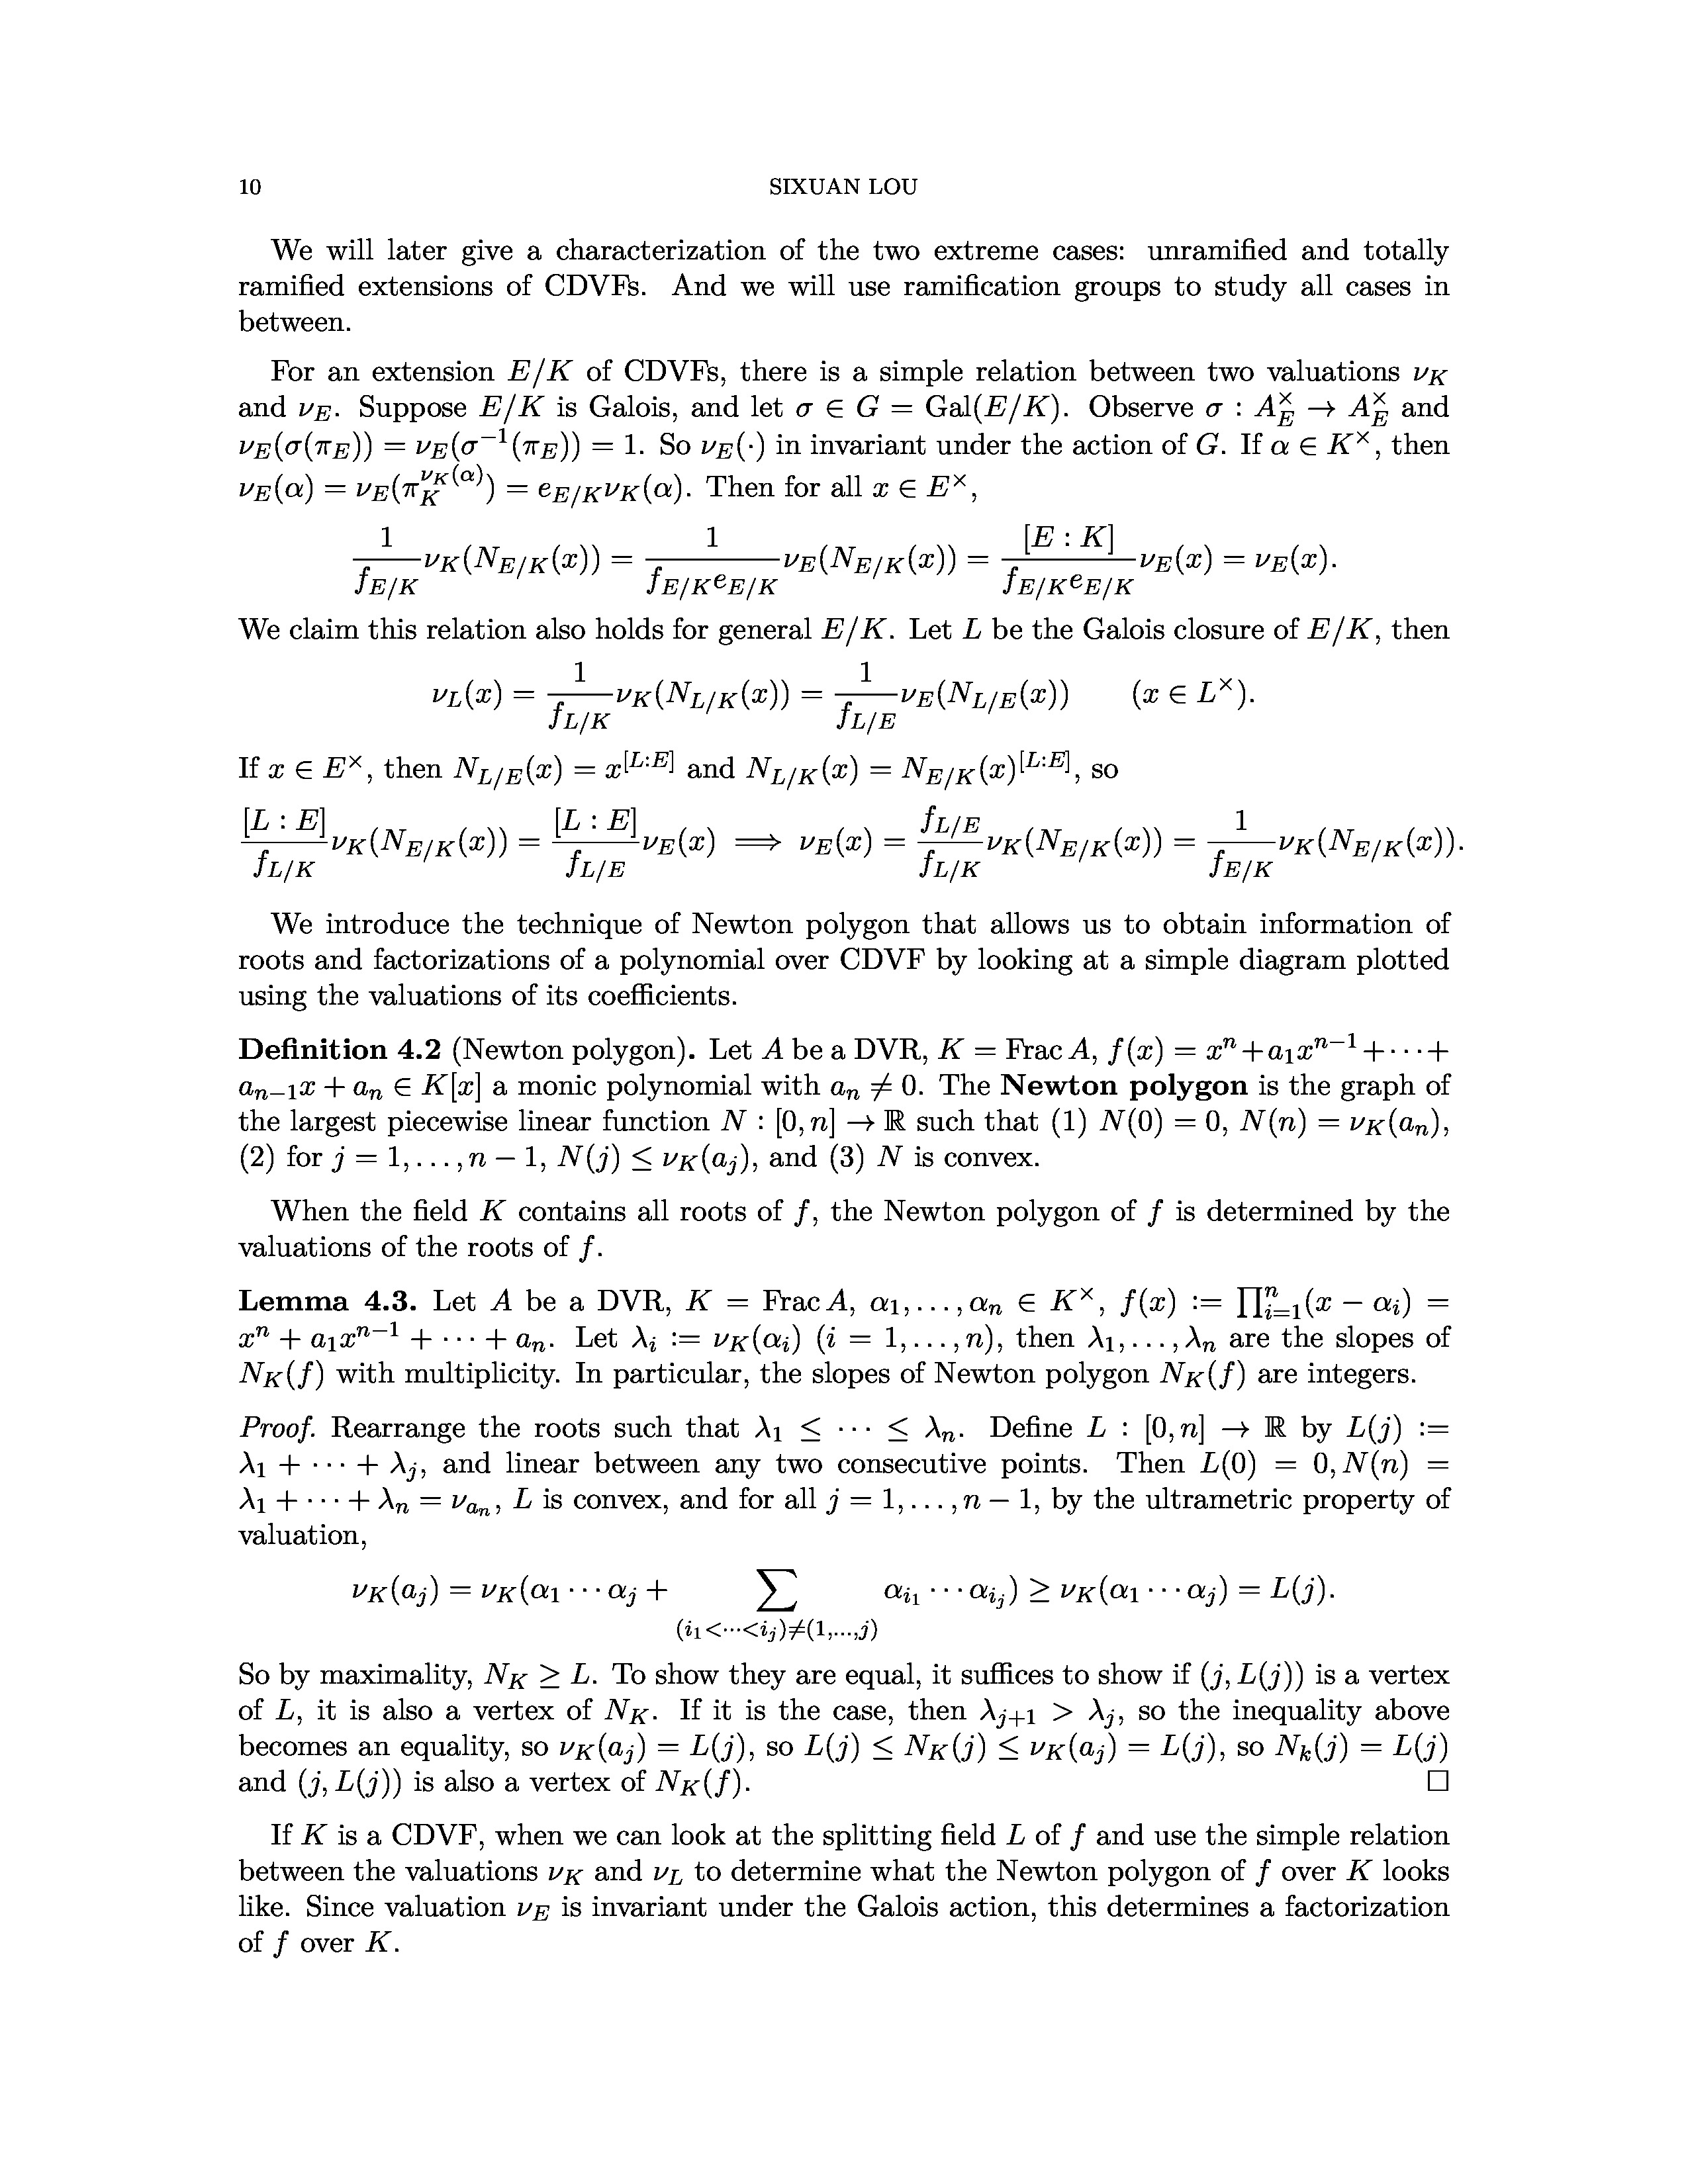 10 SIXUAN LOU
We will later give a characterization of the two extreme cases: unramified and totally
ramified extensions of CDVFs. And we will use ramification groups to study all cases in
between.
For an extension $E/K$ of CDVFs, there is a simple relation between two valuations $\nu_K$
and $\nu_E$. Suppose $E/K$ is Galois, and let $\sigma \in G = \text{Gal}(E/K)$. Observe $\sigma : A_E^\times \to A_E^\times$ and
$\nu_E(\sigma(\pi_E)) = \nu_E(\sigma^{-1}(\pi_E)) = 1$. So $\nu_E(\cdot)$ in invariant under the action of $G$. If $\alpha \in K^\times$, then
$\nu_E(\alpha) = \nu_E(\pi_K^{\nu_K(\alpha)}) = e_{E/K}\nu_K(\alpha)$. Then for all $x \in E^\times$,
$\frac{1}{f_{E/K}}\nu_K(N_{E/K}(x)) = \frac{1}{f_{E/K}e_{E/K}}\nu_E(N_{E/K}(x)) = \frac{[E : K]}{f_{E/K}e_{E/K}}\nu_E(x) = \nu_E(x).$
We claim this relation also holds for general $E/K$. Let $L$ be the Galois closure of $E/K$, then
$\nu_L(x) = \frac{1}{f_{L/K}}\nu_K(N_{L/K}(x)) = \frac{1}{f_{L/E}}\nu_E(N_{L/E}(x)) \qquad (x \in L^\times).$
If $x \in E^\times$, then $N_{L/E}(x) = x^{[L:E]}$ and $N_{L/K}(x) = N_{E/K}(x)^{[L:E]}$, so
$\frac{[L : E]}{f_{L/K}}\nu_K(N_{E/K}(x)) = \frac{[L : E]}{f_{L/E}}\nu_E(x) \implies \nu_E(x) = \frac{f_{L/E}}{f_{L/K}}\nu_K(N_{E/K}(x)) = \frac{1}{f_{E/K}}\nu_K(N_{E/K}(x)).$
We introduce the technique of Newton polygon that allows us to obtain information of
roots and factorizations of a polynomial over CDVF by looking at a simple diagram plotted
using the valuations of its coefficients.
Definition 4.2 (Newton polygon). Let $A$ be a DVR, $K = \text{Frac}\, A$, $f(x) = x^n + a_1x^{n-1} + \cdots +$
$a_{n-1}x + a_n \in K[x]$ a monic polynomial with $a_n \neq 0$. The Newton polygon is the graph of
the largest piecewise linear function $N : [0, n] \to \mathbb{R}$ such that (1) $N(0) = 0$, $N(n) = \nu_K(a_n)$,
(2) for $j = 1, \ldots, n - 1$, $N(j) \leq \nu_K(a_j)$, and (3) $N$ is convex.
When the field $K$ contains all roots of $f$, the Newton polygon of $f$ is determined by the
valuations of the roots of $f$.
Lemma 4.3. Let $A$ be a DVR, $K = \text{Frac}\, A$, $\alpha_1, \ldots, \alpha_n \in K^\times$, $f(x) := \prod_{i=1}^n (x - \alpha_i) =$
$x^n + a_1x^{n-1} + \cdots + a_n$. Let $\lambda_i := \nu_K(\alpha_i)$ $(i = 1, \ldots, n)$, then $\lambda_1, \ldots, \lambda_n$ are the slopes of
$N_K(f)$ with multiplicity. In particular, the slopes of Newton polygon $N_K(f)$ are integers.
Proof. Rearrange the roots such that $\lambda_1 \leq \cdots \leq \lambda_n$. Define $L : [0, n] \to \mathbb{R}$ by $L(j) :=$
$\lambda_1 + \cdots + \lambda_j$, and linear between any two consecutive points. Then $L(0) = 0, N(n) =$
$\lambda_1 + \cdots + \lambda_n = \nu_{a_n}$, $L$ is convex, and for all $j = 1, \ldots, n - 1$, by the ultrametric property of
valuation,
$\nu_K(a_j) = \nu_K(\alpha_1 \cdots \alpha_j + \sum_{(i_1 < \cdots < i_j) \neq (1, \ldots, j)} \alpha_{i_1} \cdots \alpha_{i_j}) \geq \nu_K(\alpha_1 \cdots \alpha_j) = L(j).$
So by maximality, $N_K \geq L$. To show they are equal, it suffices to show if $(j, L(j))$ is a vertex
of $L$, it is also a vertex of $N_K$. If it is the case, then $\lambda_{j+1} > \lambda_j$, so the inequality above
becomes an equality, so $\nu_K(a_j) = L(j)$, so $L(j) \leq N_K(j) \leq \nu_K(a_j) = L(j)$, so $N_k(j) = L(j)$
and $(j, L(j))$ is also a vertex of $N_K(f)$. □
If $K$ is a CDVF, when we can look at the splitting field $L$ of $f$ and use the simple relation
between the valuations $\nu_K$ and $\nu_L$ to determine what the Newton polygon of $f$ over $K$ looks
like. Since valuation $\nu_E$ is invariant under the Galois action, this determines a factorization
of $f$ over $K$.